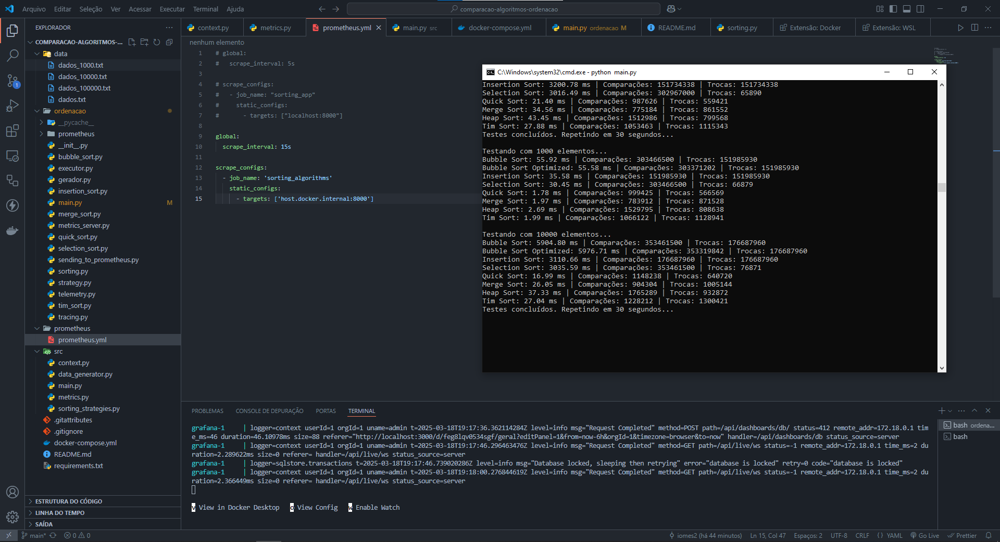 Arquivo Editar Seleção Ver Acessar Executar Terminal Ajuda
comparacao-algoritmos-ordenacao
EXPLORADOR
COMPARACAO-ALGORITMOS-...
data
dados_1000.txt
dados_10000.txt
dados_100000.txt
dados.txt
ordenacao
__pycache__
prometheus
__init__.py
bubble_sort.py
executor.py
gerador.py
insertion_sort.py
main.py M
merge_sort.py
metrics_server.py
quick_sort.py
selection_sort.py
sending_to_prometheus.py
sorting.py
strategy.py
telemetry.py
tim_sort.py
tracing.py
prometheus
prometheus.yml
src
context.py
data_generator.py
main.py
metrics.py
sorting_strategies.py
.gitattributes
.gitignore
docker-compose.yml
README.md
requirements.txt
ESTRUTURA DO CÓDIGO
LINHA DO TEMPO
SAÍDA
1
context.py metrics.py prometheus.yml main.py src docker-compose.yml main.py ordenacao M README.md sorting.py Extensão: Docker Extensão: WSL
nenhum elemento
1 # global:
2 #   scrape_interval: 5s
3
4 # scrape_configs:
5 #   - job_name: "sorting_app"
6 #     static_configs:
7 #       - targets: ["localhost:8000"]
8
9 global:
10   scrape_interval: 15s
11
12 scrape_configs:
13   - job_name: 'sorting_algorithms'
14     static_configs:
15       - targets: ['host.docker.internal:8000']
C:\Windows\system32\cmd.exe - python main.py
Insertion Sort: 3200.78 ms | Comparações: 151734338 | Trocas: 151734338
Selection Sort: 3016.49 ms | Comparações: 302967000 | Trocas: 65890
Quick Sort: 21.40 ms | Comparações: 987626 | Trocas: 559421
Merge Sort: 34.56 ms | Comparações: 775184 | Trocas: 861552
Heap Sort: 43.45 ms | Comparações: 1512986 | Trocas: 799568
Tim Sort: 27.88 ms | Comparações: 1053463 | Trocas: 1115343
Testes concluídos. Repetindo em 30 segundos...
Testando com 1000 elementos...
Bubble Sort: 55.92 ms | Comparações: 303466500 | Trocas: 151985930
Bubble Sort Optimized: 55.58 ms | Comparações: 303371202 | Trocas: 151985930
Insertion Sort: 35.58 ms | Comparações: 151985930 | Trocas: 151985930
Selection Sort: 30.45 ms | Comparações: 303466500 | Trocas: 66879
Quick Sort: 1.78 ms | Comparações: 999425 | Trocas: 566569
Merge Sort: 1.97 ms | Comparações: 783912 | Trocas: 871528
Heap Sort: 2.69 ms | Comparações: 1529795 | Trocas: 808638
Tim Sort: 1.99 ms | Comparações: 1066122 | Trocas: 1128941
Testando com 10000 elementos...
Bubble Sort: 5904.80 ms | Comparações: 353461500 | Trocas: 176687960
Bubble Sort Optimized: 5976.71 ms | Comparações: 353319842 | Trocas: 176687960
Insertion Sort: 3110.66 ms | Comparações: 176687960 | Trocas: 176687960
Selection Sort: 3035.59 ms | Comparações: 353461500 | Trocas: 76871
Quick Sort: 16.99 ms | Comparações: 1148238 | Trocas: 640720
Merge Sort: 26.05 ms | Comparações: 904304 | Trocas: 1005144
Heap Sort: 37.33 ms | Comparações: 1765289 | Trocas: 932872
Tim Sort: 27.04 ms | Comparações: 1228212 | Trocas: 1300421
Testes concluídos. Repetindo em 30 segundos...
PROBLEMAS CONSOLE DE DEPURAÇÃO PORTAS TERMINAL
grafana-1 | logger=context userId=1 orgId=1 uname=admin t=2025-03-18T19:17:36.362114284Z level=info msg="Request Completed" method=POST path=/api/dashboards/db/ status=412 remote_addr=172.18.0.1 tim
e_ms=46 duration=46.10978ms size=88 referer="http://localhost:3000/d/feg8lqv0534sgf/geral?editPanel=1&from=now-6h&orgId=1&timezone=browser&to=now" handler=/api/dashboards/db status_source=server
grafana-1 | logger=context userId=1 orgId=1 uname=admin t=2025-03-18T19:17:46.296463476Z level=info msg="Request Completed" method=GET path=/api/live/ws status=-1 remote_addr=172.18.0.1 time_ms=2 du
ration=2.289622ms size=0 referer= handler=/api/live/ws status_source=server
grafana-1 | logger=sqlstore.transactions t=2025-03-18T19:17:46.739020286Z level=info msg="Database locked, sleeping then retrying" error="database is locked" retry=0 code="database is locked"
grafana-1 | logger=context userId=1 orgId=1 uname=admin t=2025-03-18T19:18:00.276844619Z level=info msg="Request Completed" method=GET path=/api/live/ws status=-1 remote_addr=172.18.0.1 time_ms=2 du
ration=2.366449ms size=0 referer= handler=/api/live/ws status_source=server
v View in Docker Desktop o View Config w Enable Watch
bash ordena...
bash
main* 0 0
iomes2 (há 44 minutos) Ln 15, Col 47 Espaços: 2 UTF-8 CRLF {} YAML Go Live Prettier